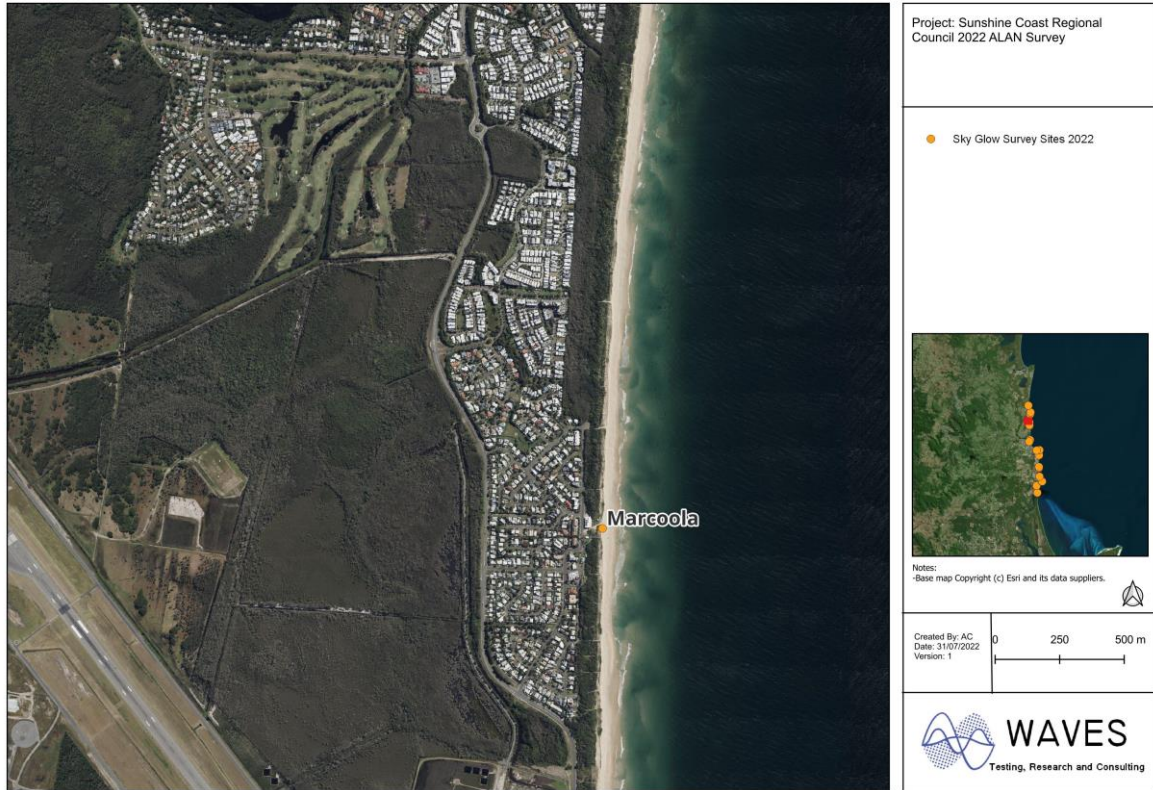 Marcoola
Project: Sunshine Coast Regional
Council 2022 ALAN Survey
Sky Glow Survey Sites 2022
Notes:
-Base map Copyright (c) Esri and its data suppliers.
Created By: AC
Date: 31/07/2022
Version: 1
0 250 500 m
WAVES
Testing, Research and Consulting